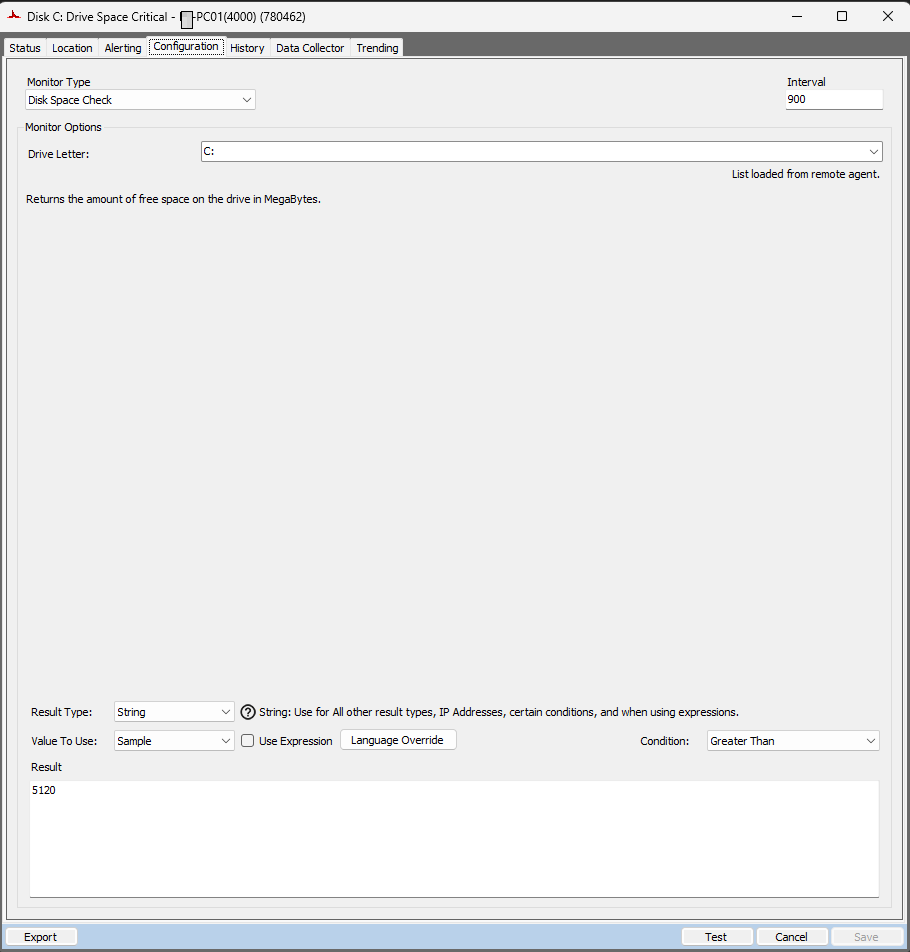 Disk C: Drive Space Critical - -PC01(4000) (780462)
Status Location Alerting Configuration History Data Collector Trending
Monitor Type Interval
Disk Space Check 900
Monitor Options
Drive Letter: C:
List loaded from remote agent.
Returns the amount of free space on the drive in MegaBytes.
Result Type: String ? String: Use for All other result types, IP Addresses, certain conditions, and when using expressions.
Value To Use: Sample Use Expression Language Override Condition: Greater Than
Result
5120
Export Test Cancel Save